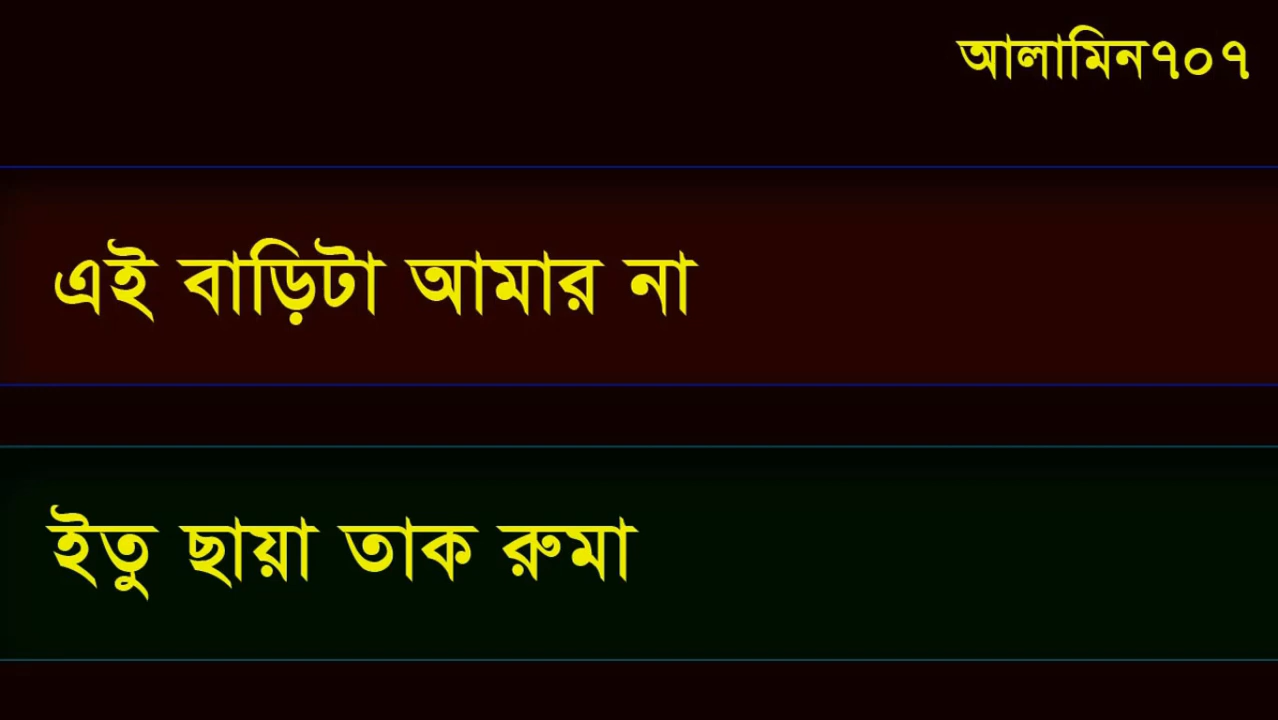 আলামিন৭০৭
এই বাড়িটা আমার না
ইতু ছায়া তাক রুমা